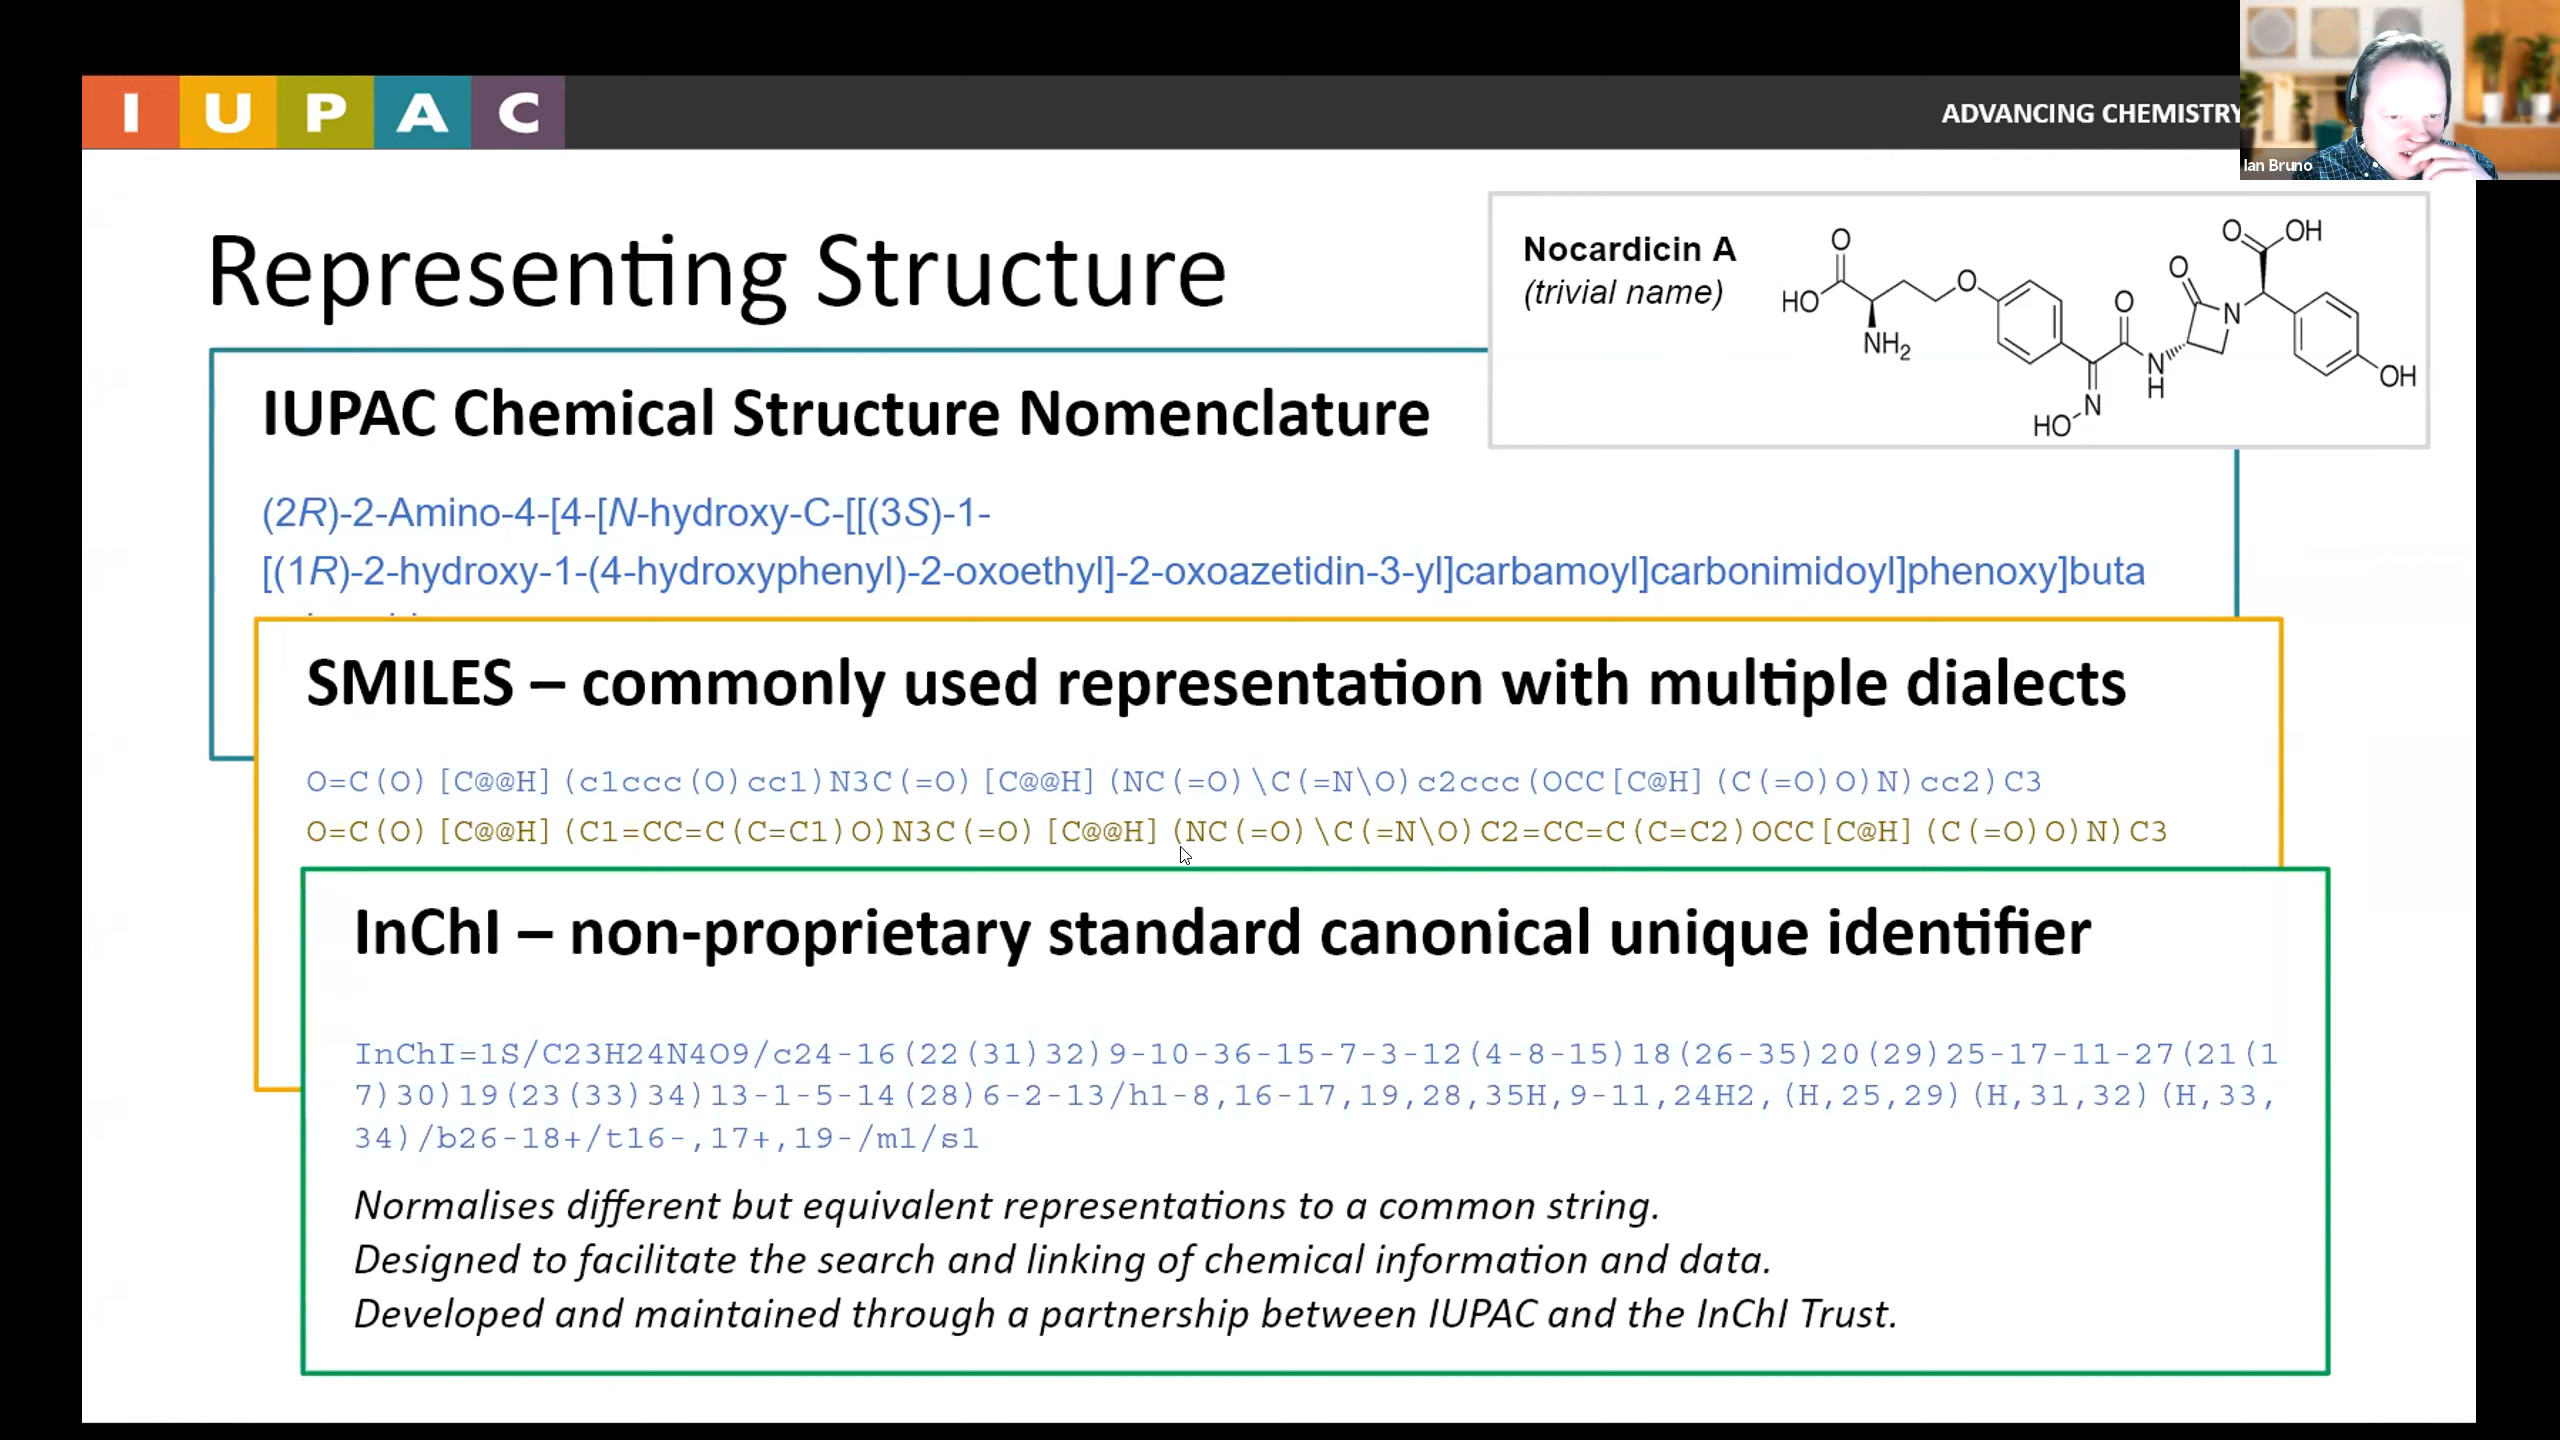 I U P A C
ADVANCING CHEMISTRY
Ian Bruno
Representing Structure
Nocardicin A
(trivial name)
O
HO
NH₂
O
O
HO
N
N
H
O
N
O
OH
OH
IUPAC Chemical Structure Nomenclature
(2R)-2-Amino-4-[4-[N-hydroxy-C-[[(3S)-1-
[(1R)-2-hydroxy-1-(4-hydroxyphenyl)-2-oxoethyl]-2-oxoazetidin-3-yl]carbamoyl]carbonimidoyl]phenoxy]buta
SMILES – commonly used representation with multiple dialects
O=C(O)[C@@H](c1ccc(O)cc1)N3C(=O)[C@@H](NC(=O)\C(=N\O)c2ccc(OCC[C@H](C(=O)O)N)cc2)C3
O=C(O)[C@@H](C1=CC=C(C=C1)O)N3C(=O)[C@@H](NC(=O)\C(=N\O)C2=CC=C(C=C2)OCC[C@H](C(=O)O)N)C3
InChI – non-proprietary standard canonical unique identifier
InChI=1S/C23H24N4O9/c24-16(22(31)32)9-10-36-15-7-3-12(4-8-15)18(26-35)20(29)25-17-11-27(21(1
7)30)19(23(33)34)13-1-5-14(28)6-2-13/h1-8,16-17,19,28,35H,9-11,24H2,(H,25,29)(H,31,32)(H,33,
34)/b26-18+/t16-,17+,19-/m1/s1
Normalises different but equivalent representations to a common string.
Designed to facilitate the search and linking of chemical information and data.
Developed and maintained through a partnership between IUPAC and the InChI Trust.